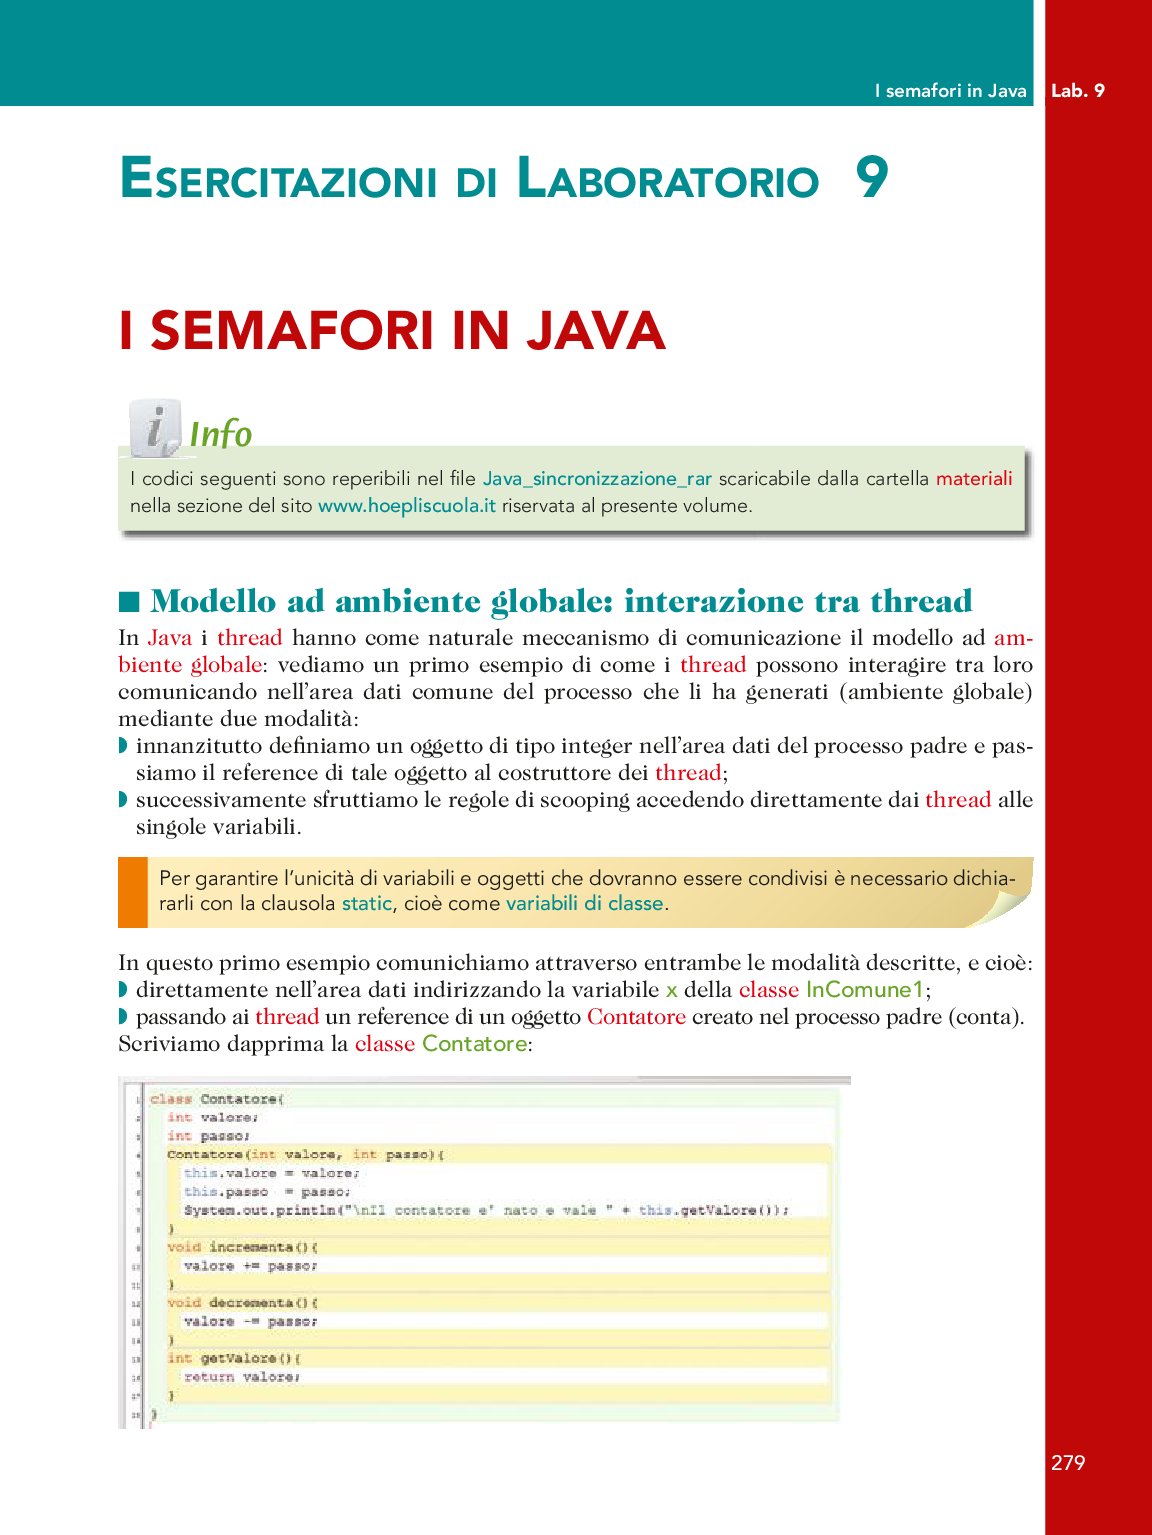 I semafori in Java Lab. 9
ESERCITAZIONI DI LABORATORIO 9
I SEMAFORI IN JAVA
i Info
I codici seguenti sono reperibili nel file Java_sincronizzazione_rar scaricabile dalla cartella materiali
nella sezione del sito www.hoepliscuola.it riservata al presente volume.
■ Modello ad ambiente globale: interazione tra thread
In Java i thread hanno come naturale meccanismo di comunicazione il modello ad am-
biente globale: vediamo un primo esempio di come i thread possono interagire tra loro
comunicando nell'area dati comune del processo che li ha generati (ambiente globale)
mediante due modalità:
◗ innanzitutto definiamo un oggetto di tipo integer nell'area dati del processo padre e pas-
siamo il reference di tale oggetto al costruttore dei thread;
◗ successivamente sfruttiamo le regole di scooping accedendo direttamente dai thread alle
singole variabili.
Per garantire l'unicità di variabili e oggetti che dovranno essere condivisi è necessario dichia-
rarli con la clausola static, cioè come variabili di classe.
In questo primo esempio comunichiamo attraverso entrambe le modalità descritte, e cioè:
◗ direttamente nell'area dati indirizzando la variabile x della classe InComune1;
◗ passando ai thread un reference di un oggetto Contatore creato nel processo padre (conta).
Scriviamo dapprima la classe Contatore:
1 class Contatore{
2 int valore;
3 int passo;
4 Contatore(int valore, int passo){
5 this.valore = valore;
6 this.passo = passo;
7 System.out.println("\nIl contatore e' nato e vale " + this.getValore());
8 }
9 void incrementa(){
10 valore += passo;
11 }
12 void decrementa(){
13 valore -= passo;
14 }
15 int getValore(){
16 return valore;
17 }
18 }
279